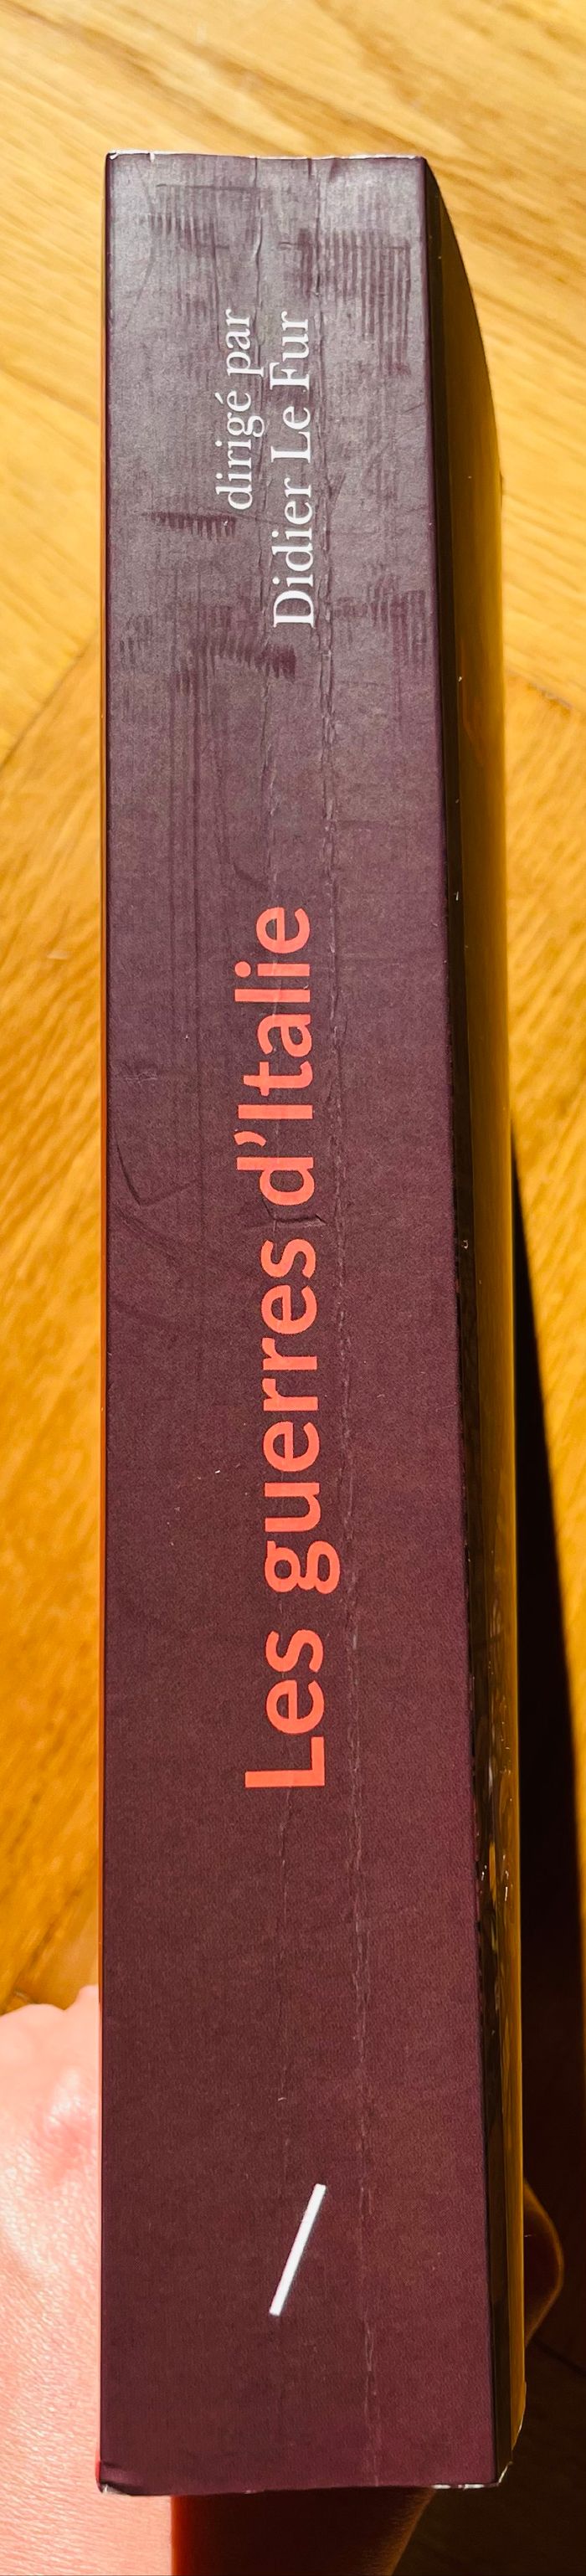 Les guerres d’Italie
dirigé par
Didier Le Fur